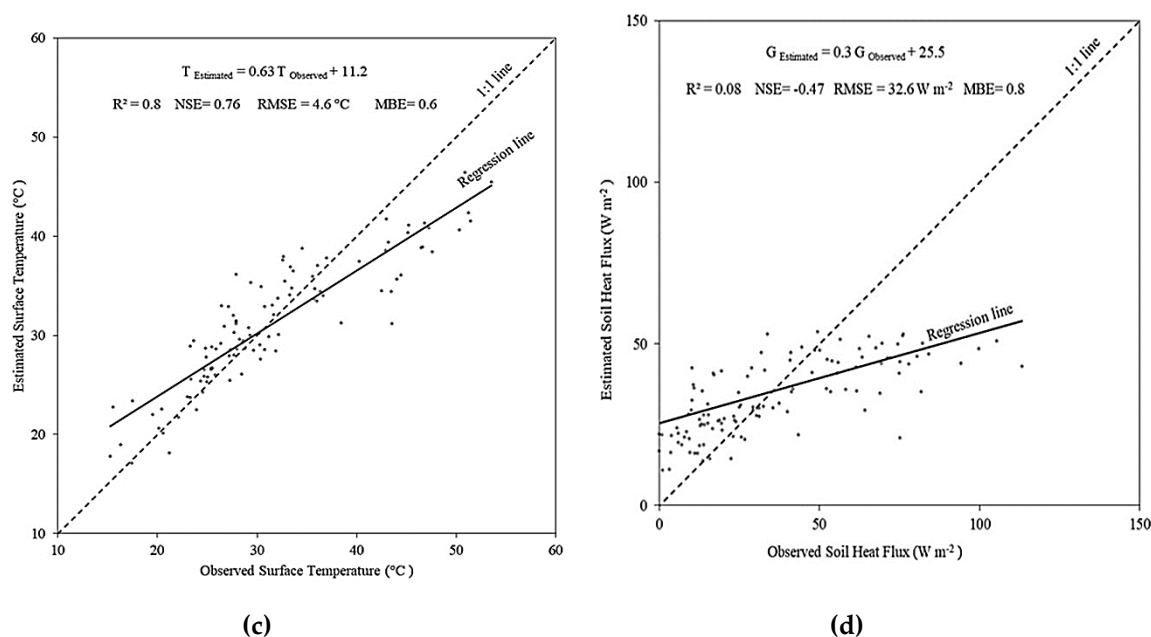 60
50
40
30
20
10
10 20 30 40 50 60
Estimated Surface Temperature (°C)
Observed Surface Temperature (°C)
T Estimated = 0.63 T Observed + 11.2
R² = 0.8 NSE= 0.76 RMSE = 4.6 °C MBE= 0.6
1:1 line
Regression line
(c)
150
100
50
0
0 50 100 150
Estimated Soil Heat Flux (W m-2)
Observed Soil Heat Flux (W m-2)
G Estimated = 0.3 G Observed + 25.5
R² = 0.08 NSE= -0.47 RMSE = 32.6 W m-2 MBE= 0.8
1:1 line
Regression line
(d)